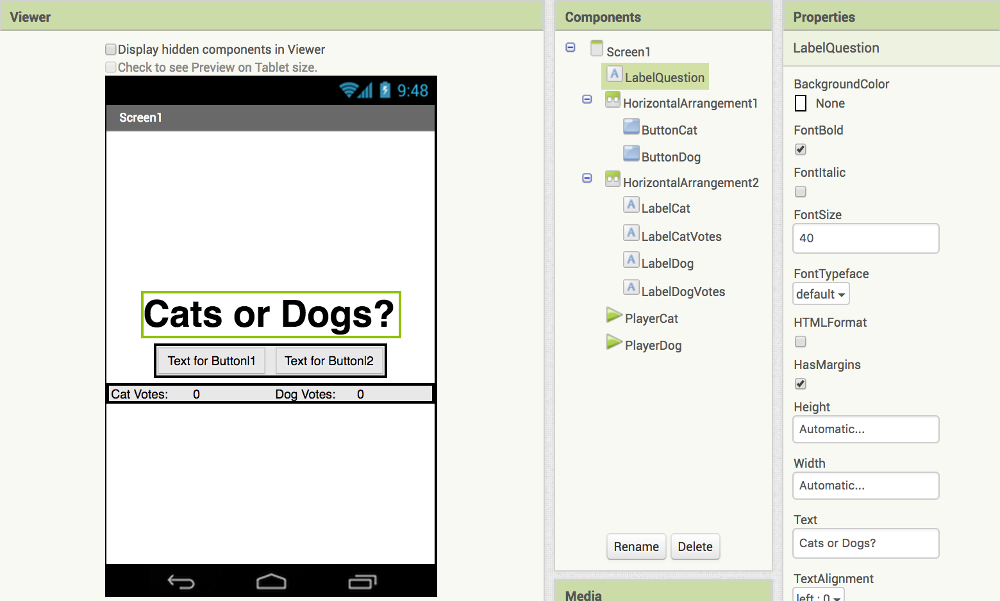 Viewer
Display hidden components in Viewer
Check to see Preview on Tablet size.
9:48
Screen1
Cats or Dogs?
Text for Button1 Text for Button2
Cat Votes: 0 Dog Votes: 0
Components
Screen1
A LabelQuestion
HorizontalArrangement1
ButtonCat
ButtonDog
HorizontalArrangement2
A LabelCat
A LabelCatVotes
A LabelDog
A LabelDogVotes
PlayerCat
PlayerDog
Rename Delete
Media
Properties
LabelQuestion
BackgroundColor
None
FontBold
FontItalic
FontSize
40
FontTypeface
default
HTMLFormat
HasMargins
Height
Automatic...
Width
Automatic...
Text
Cats or Dogs?
TextAlignment
left : 0